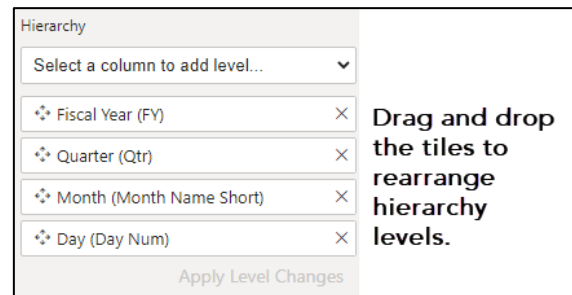 Hierarchy
Select a column to add level...
Fiscal Year (FY)
Quarter (Qtr)
Month (Month Name Short)
Day (Day Num)
Apply Level Changes
Drag and drop
the tiles to
rearrange
hierarchy
levels.